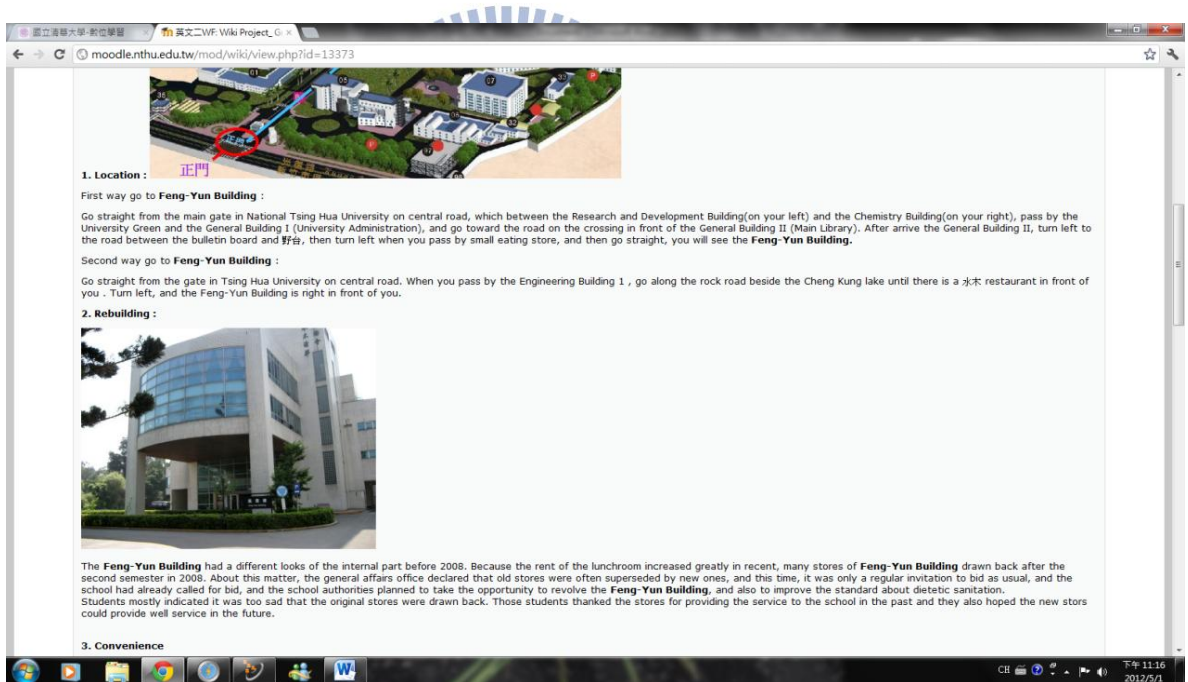 國立清華大學-數位學習
英文二WF: Wiki Project_ G
moodle.nthu.edu.tw/mod/wiki/view.php?id=13373
01
36
08
07
33
P
05
32
正門
P
光復路
正門
1. Location :
First way go to Feng-Yun Building :
Go straight from the main gate in National Tsing Hua University on central road, which between the Research and Development Building(on your left) and the Chemistry Building(on your right), pass by the
University Green and the General Building I (University Administration), and go toward the road on the crossing in front of the General Building II (Main Library). After arrive the General Building II, turn left to
the road between the bulletin board and 野台, then turn left when you pass by small eating store, and then go straight, you will see the Feng-Yun Building.
Second way go to Feng-Yun Building :
Go straight from the gate in Tsing Hua University on central road. When you pass by the Engineering Building 1 , go along the rock road beside the Cheng Kung lake until there is a 水木 restaurant in front of
you . Turn left, and the Feng-Yun Building is right in front of you.
2. Rebuilding :
The Feng-Yun Building had a different looks of the internal part before 2008. Because the rent of the lunchroom increased greatly in recent, many stores of Feng-Yun Building drawn back after the
second semester in 2008. About this matter, the general affairs office declared that old stores were often superseded by new ones, and this time, it was only a regular invitation to bid as usual, and the
school had already called for bid, and the school authorities planned to take the opportunity to revolve the Feng-Yun Building, and also to improve the standard about dietetic sanitation.
Students mostly indicated it was too sad that the original stores were drawn back. Those students thanked the stores for providing the service to the school in the past and they also hoped the new stors
could provide well service in the future.
3. Convenience
CH
下午 11:16
2012/5/1